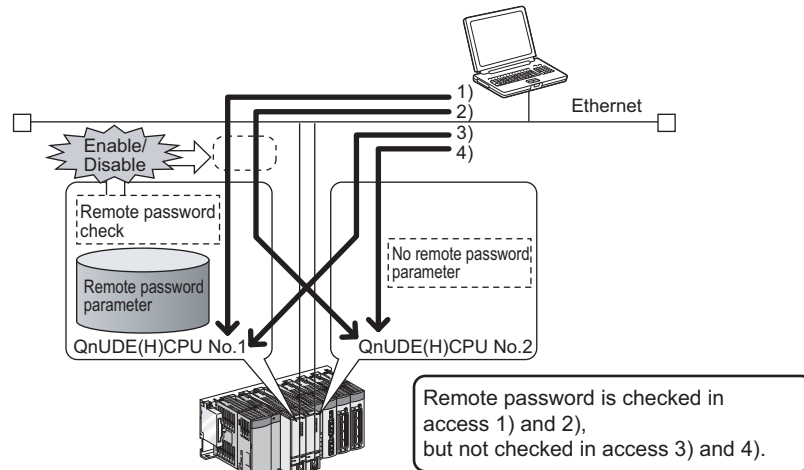 1)
2)
Ethernet
3)
4)
Enable/
Disable
Remote password
check
No remote password
parameter
Remote password
parameter
QnUDE(H)CPU No.1
QnUDE(H)CPU No.2
Remote password is checked in
access 1) and 2),
but not checked in access 3) and 4).